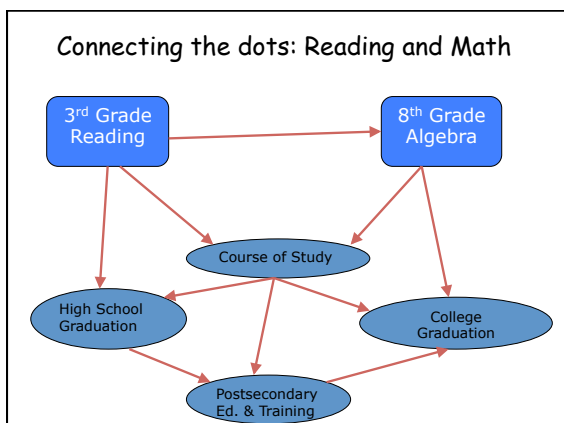 Connecting the dots: Reading and Math
3rd Grade
Reading
8th Grade
Algebra
Course of Study
High School
Graduation
College
Graduation
Postsecondary
Ed. & Training